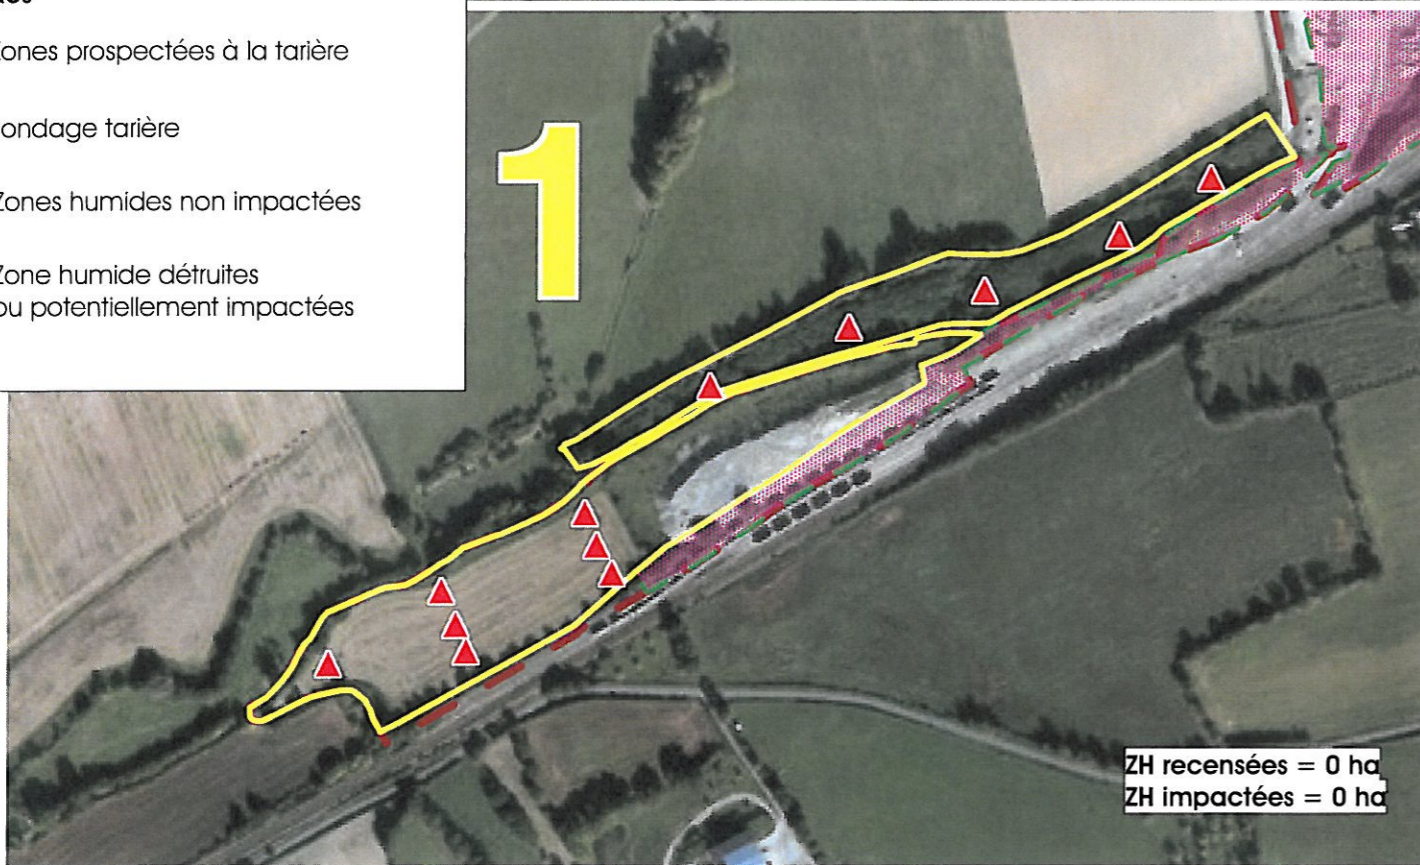 Zones prospectées à la tarière
ondage tarière
Zones humides non impactées
Zone humide détruites
ou potentiellement impactées
1
ZH recensées = 0 ha
ZH impactées = 0 ha